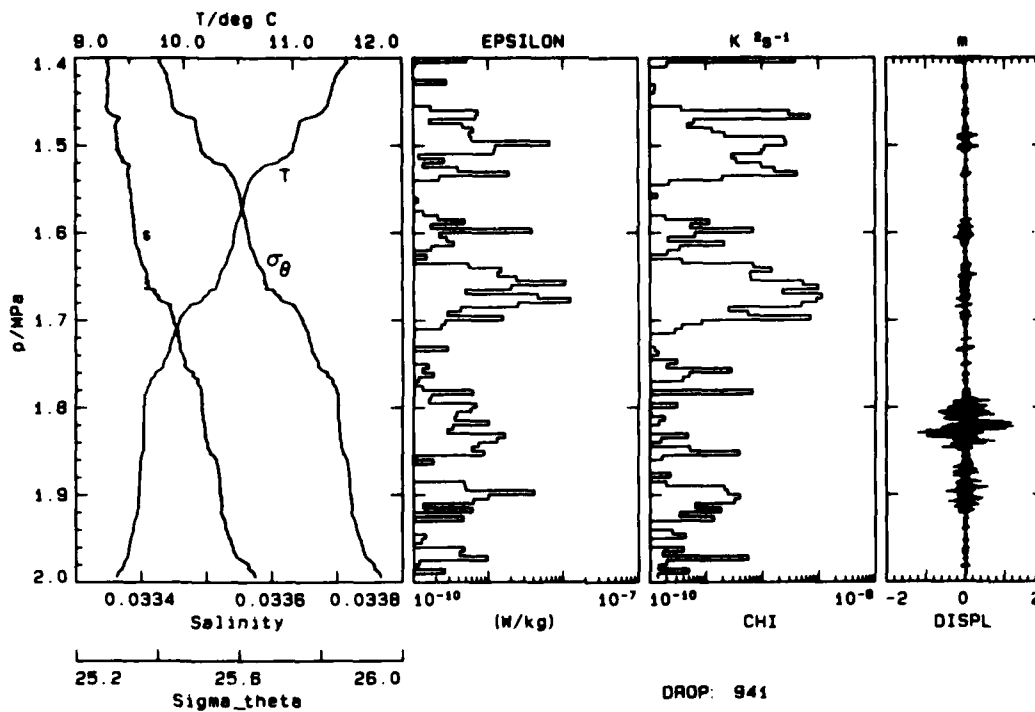 T/deg C
9.0 10.0 11.0 12.0
EPSILON
K ²s⁻¹
m
1.4
1.5
1.6
1.7
1.8
1.9
2.0
p/MPa
T
s
σθ
0.0334 0.0336 0.0338
Salinity
10⁻¹⁰ 10⁻⁷
(W/kg)
10⁻¹⁰
CHI
-2 0 2
DISPL
25.2 25.6 26.0
Sigma_theta
DROP: 941